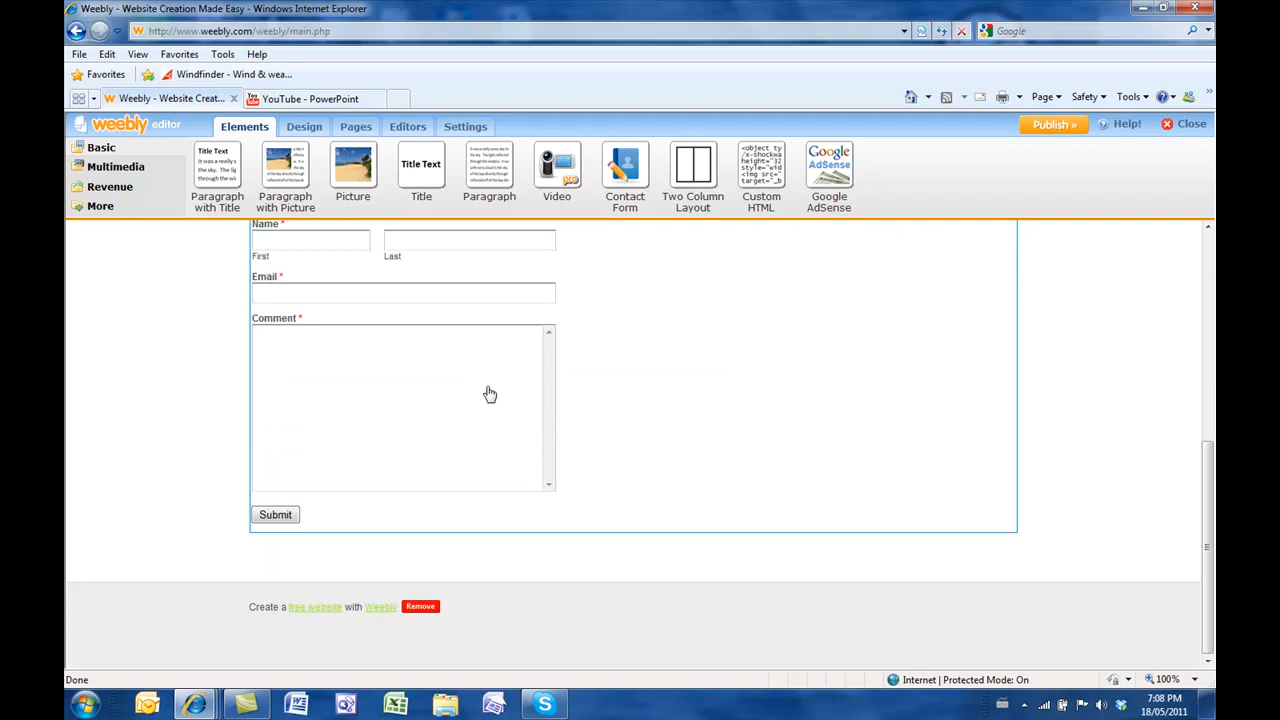 Weebly - Website Creation Made Easy - Windows Internet Explorer
http://www.weebly.com/weebly/main.php
Google
File Edit View Favorites Tools Help
Favorites Windfinder - Wind & wea...
Weebly - Website Creat... YouTube - PowerPoint
Page Safety Tools
weebly editor Elements Design Pages Editors Settings Publish » Help! Close
Basic
Multimedia
Revenue
More
Title Text
Title Text
Google
AdSense
Paragraph with Title
Paragraph with Picture
Picture
Title
Paragraph
Video
Contact Form
Two Column Layout
Custom HTML
Google AdSense
Name *
First Last
Email *
Comment *
Submit
Create a free website with Weebly Remove
Done Internet | Protected Mode: On 100%
7:08 PM
18/05/2011